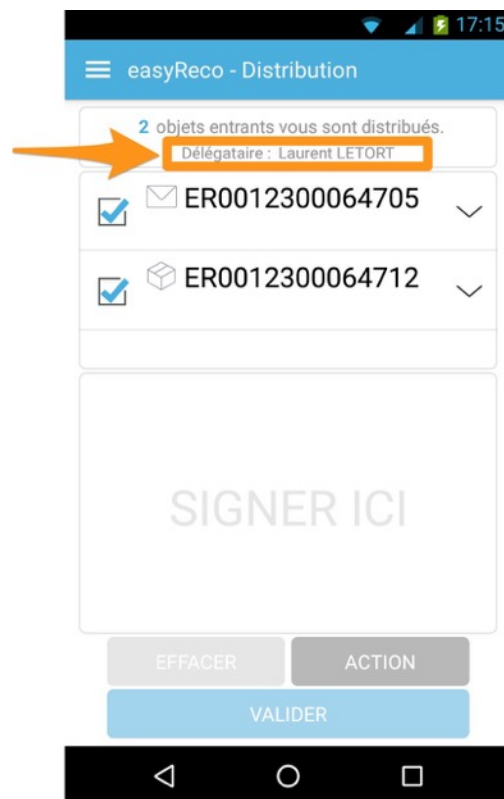 17:15
easyReco - Distribution
2 objets entrants vous sont distribués.
Délégataire : Laurent LETORT
ER0012300064705
ER0012300064712
SIGNER ICI
EFFACER
ACTION
VALIDER